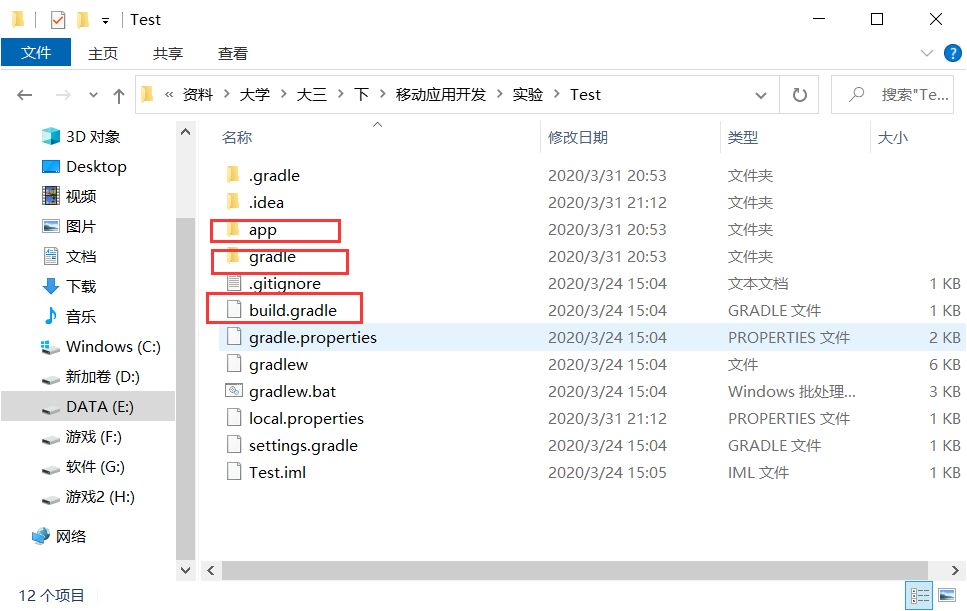 Test
文件 主页 共享 查看
« 资料 > 大学 > 大三 > 下 > 移动应用开发 > 实验 > Test 搜索"Te...
名称 修改日期 类型 大小
3D 对象
Desktop
视频
图片
文档
下载
音乐
Windows (C:)
新加卷 (D:)
DATA (E:)
游戏 (F:)
软件 (G:)
游戏2 (H:)
网络
.gradle 2020/3/31 20:53 文件夹
.idea 2020/3/31 21:12 文件夹
app 2020/3/31 20:53 文件夹
gradle 2020/3/31 20:53 文件夹
.gitignore 2020/3/24 15:04 文本文档 1 KB
build.gradle 2020/3/24 15:04 GRADLE 文件 1 KB
gradle.properties 2020/3/24 15:04 PROPERTIES 文件 2 KB
gradlew 2020/3/24 15:04 文件 6 KB
gradlew.bat 2020/3/24 15:04 Windows 批处理... 3 KB
local.properties 2020/3/31 21:12 PROPERTIES 文件 1 KB
settings.gradle 2020/3/24 15:04 GRADLE 文件 1 KB
Test.iml 2020/3/24 15:05 IML 文件 1 KB
12 个项目